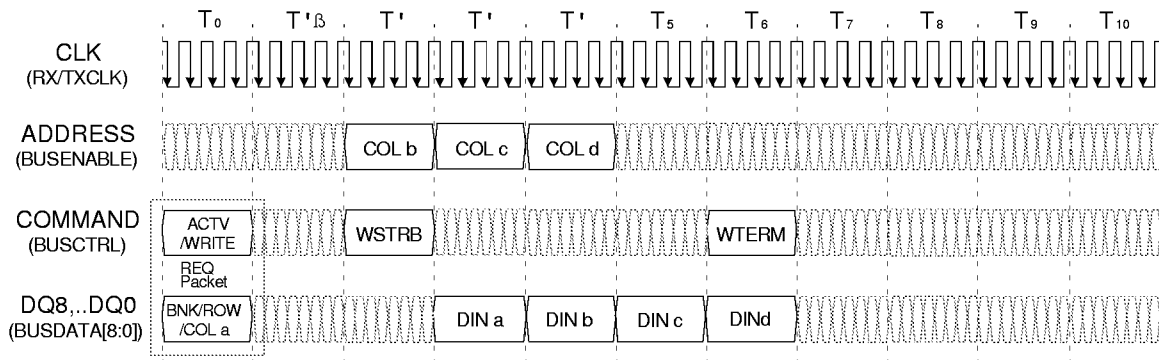 T0 T'ß T' T' T' T5 T6 T7 T8 T9 T10
CLK
(RX/TXCLK)
ADDRESS
(BUSENABLE)
COL b COL c COL d
COMMAND
(BUSCTRL)
ACTV
/WRITE
WSTRB WTERM
REQ
Packet
DQ8,..DQ0
(BUSDATA[8:0])
BNK/ROW
/COL a
DIN a DIN b DIN c DINd